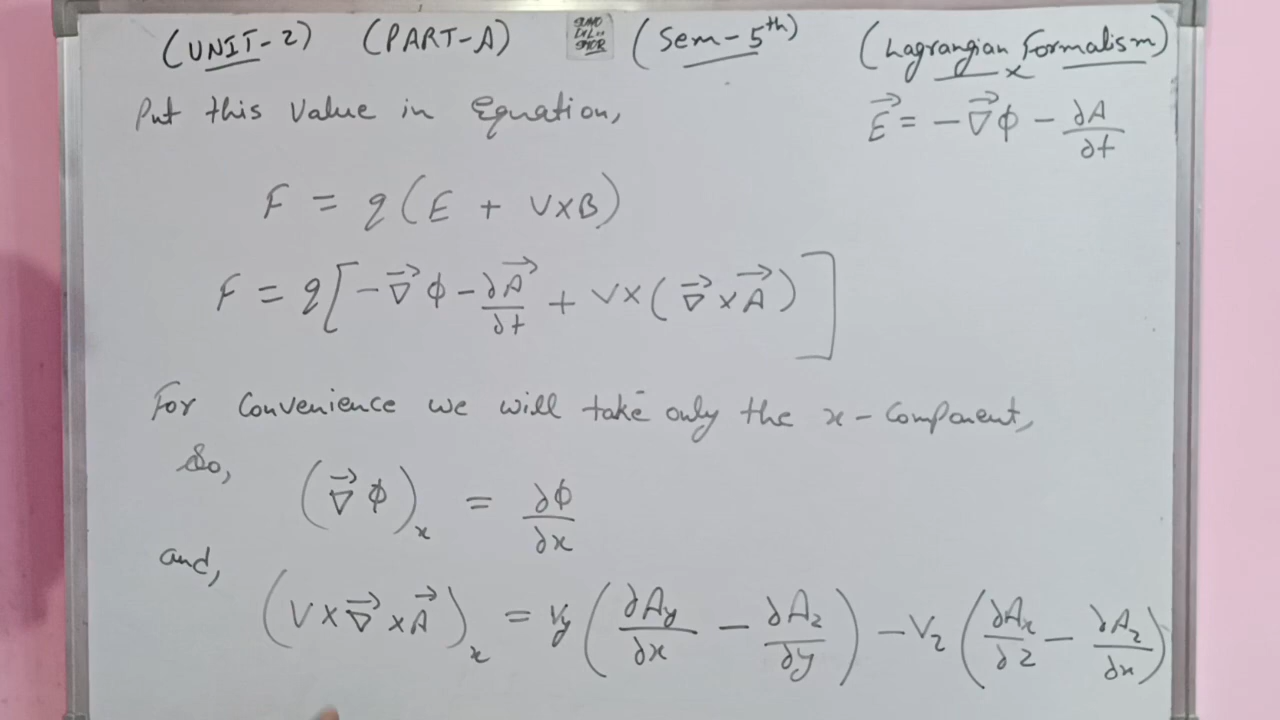 (UNIT-2) (PART-A) (Sem-5th) (Lagrangian Formalism)
Put this value in Equation,
E⃗ = -∇⃗ϕ - ∂A/∂t
F = q(E + V×B)
F = q[-∇⃗ϕ - ∂A⃗/∂t + V×(∇⃗×A⃗)]
For Convenience we will take only the x-Component,
So,
(∇⃗ϕ)x = ∂ϕ/∂x
and,
(V×∇⃗×A⃗)x = Vy(∂Ay/∂x - ∂Az/∂y) - Vz(∂Ax/∂z - ∂Az/∂x)